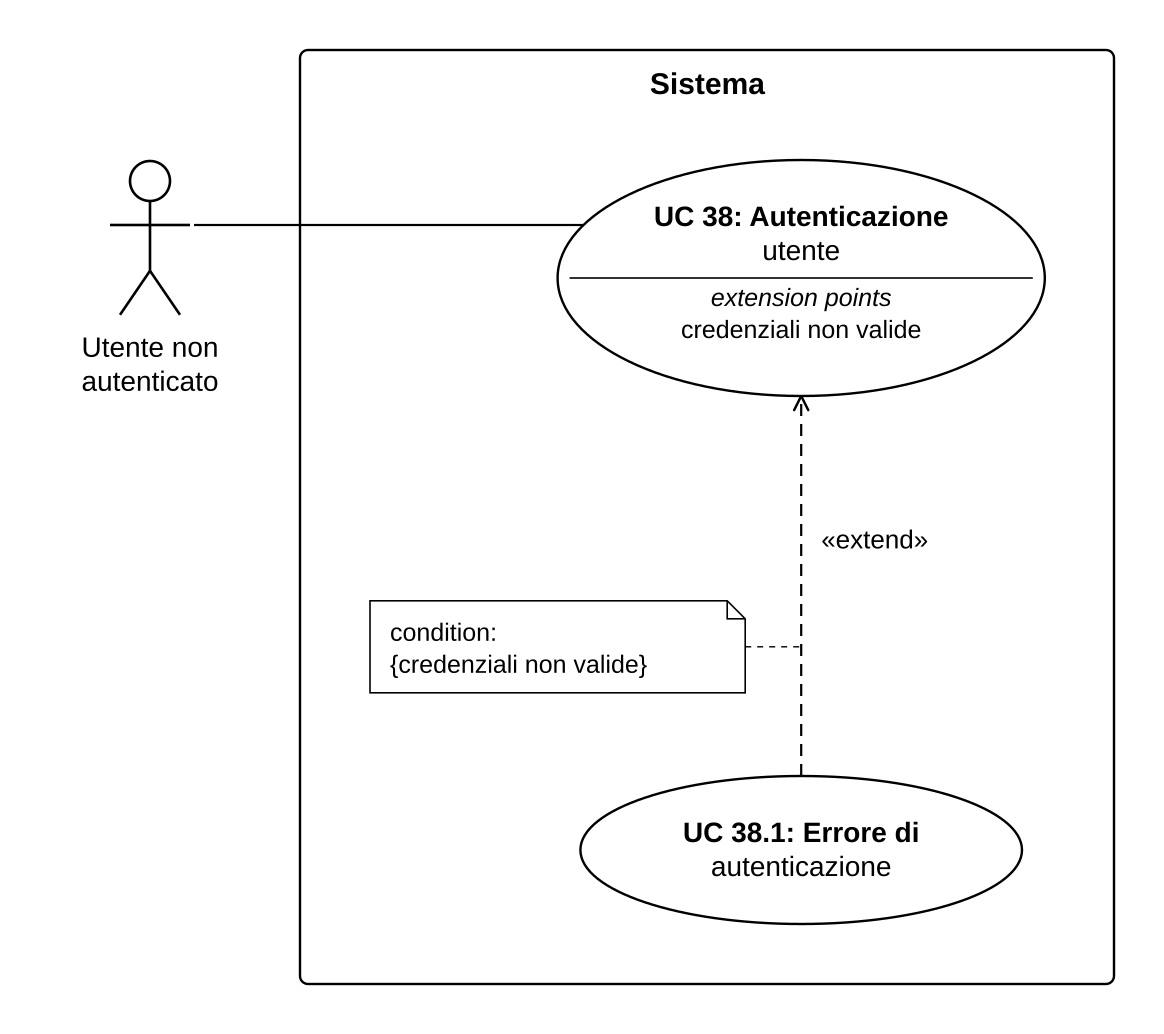 Sistema
UC 38: Autenticazione
utente
extension points
credenziali non valide
Utente non
autenticato
«extend»
condition:
{credenziali non valide}
UC 38.1: Errore di
autenticazione